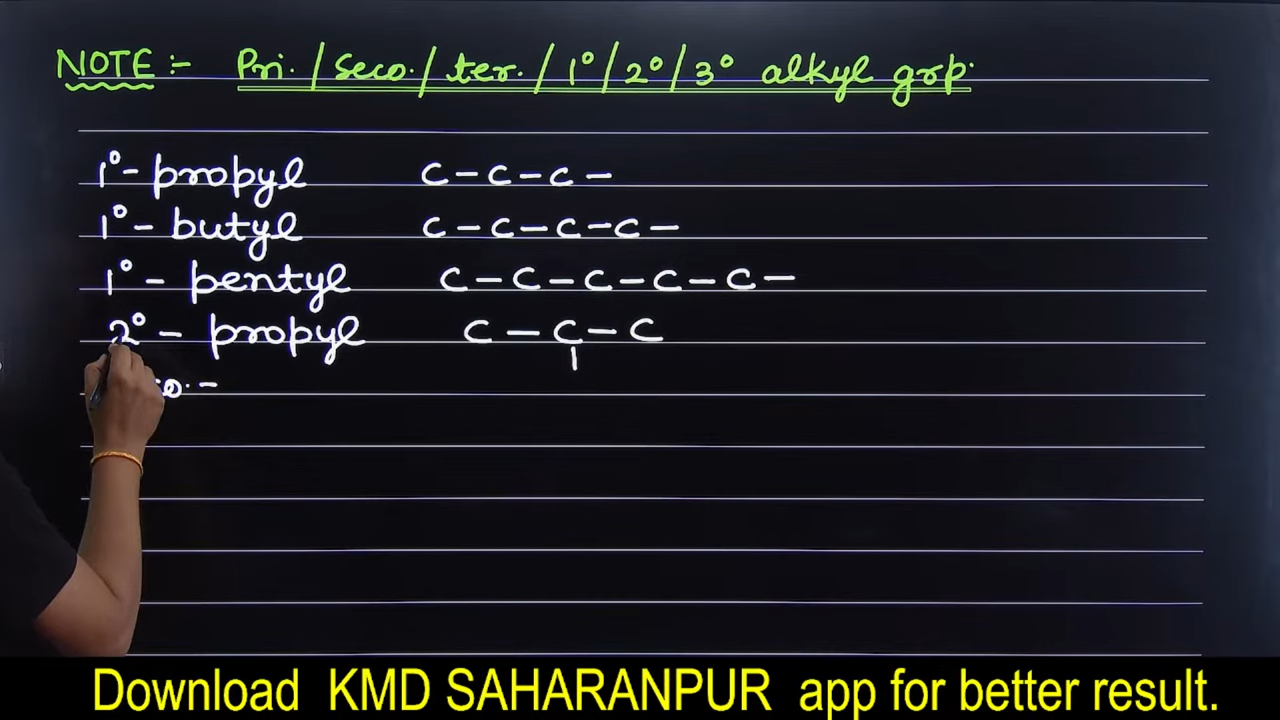 NOTE :- Pri./seco./ter./1°/2°/3° alkyl grp.
1°- propyl C-C-C-
1° - butyl C-C-C-C-
1° - pentyl C-C-C-C-C-
2° - propyl C-C-C
Download KMD SAHARANPUR app for better result.